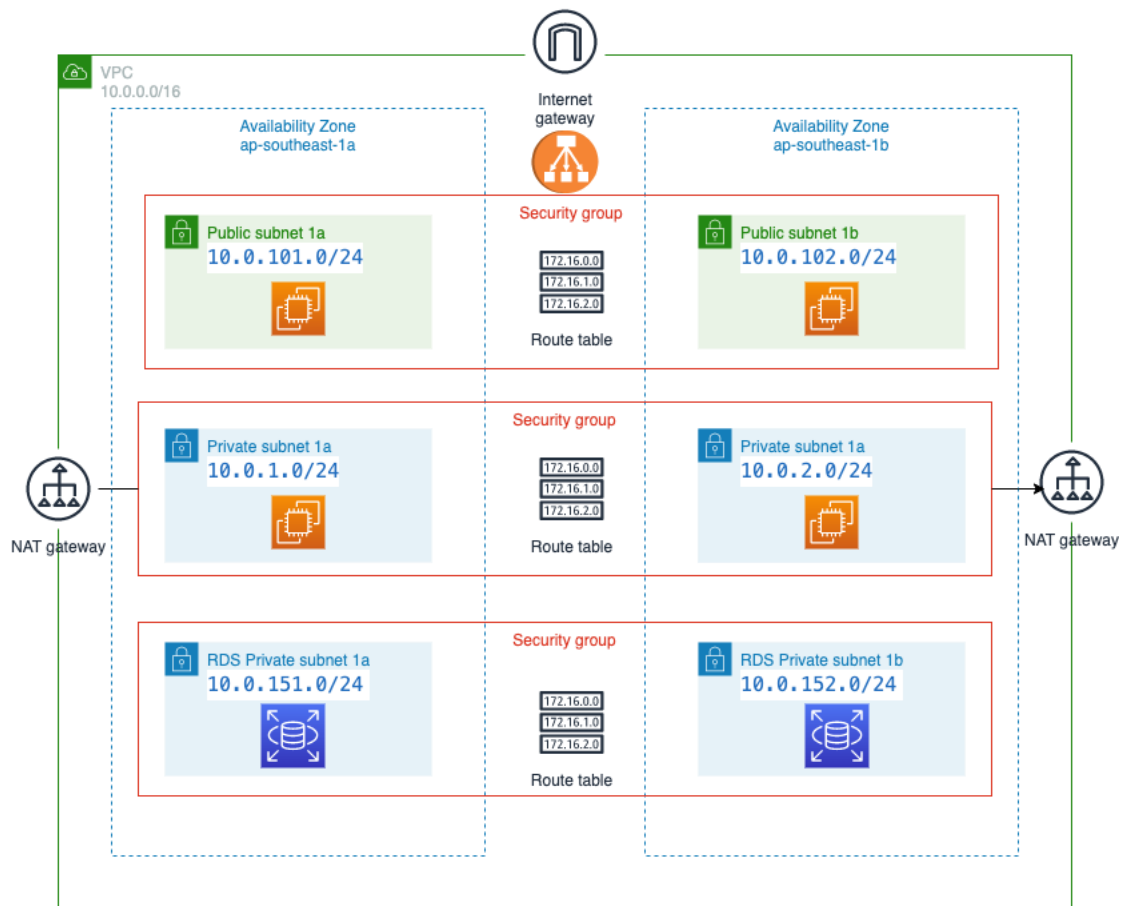 VPC
10.0.0.0/16
Internet
gateway
Availability Zone
ap-southeast-1a
Availability Zone
ap-southeast-1b
Security group
Public subnet 1a
10.0.101.0/24
172.16.0.0
172.16.1.0
172.16.2.0
Route table
Public subnet 1b
10.0.102.0/24
Security group
Private subnet 1a
10.0.1.0/24
172.16.0.0
172.16.1.0
172.16.2.0
Route table
Private subnet 1a
10.0.2.0/24
NAT gateway
NAT gateway
Security group
RDS Private subnet 1a
10.0.151.0/24
172.16.0.0
172.16.1.0
172.16.2.0
Route table
RDS Private subnet 1b
10.0.152.0/24